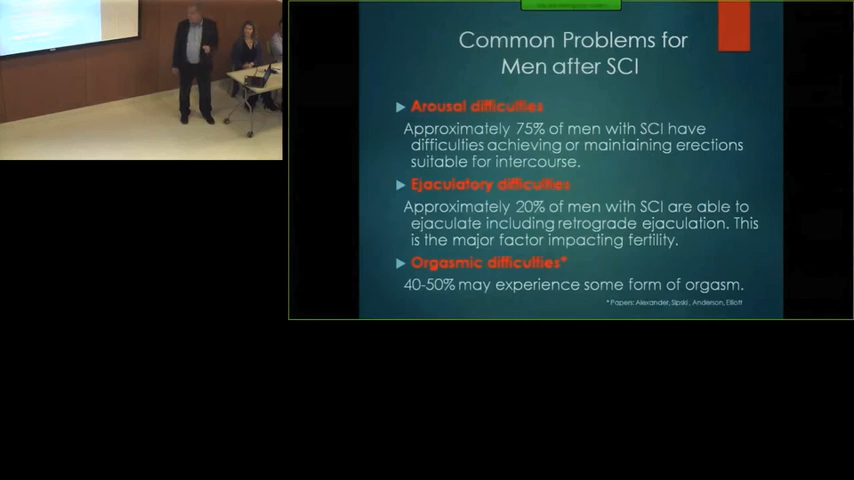 Common Problems for
Men after SCI
Arousal difficulties
Approximately 75% of men with SCI have
difficulties achieving or maintaining erections
suitable for intercourse.
Ejaculatory difficulties
Approximately 20% of men with SCI are able to
ejaculate including retrograde ejaculation. This
is the major factor impacting fertility.
Orgasmic difficulties*
40-50% may experience some form of orgasm.
* Papers: Alexander, Sipski, Anderson, Elliott